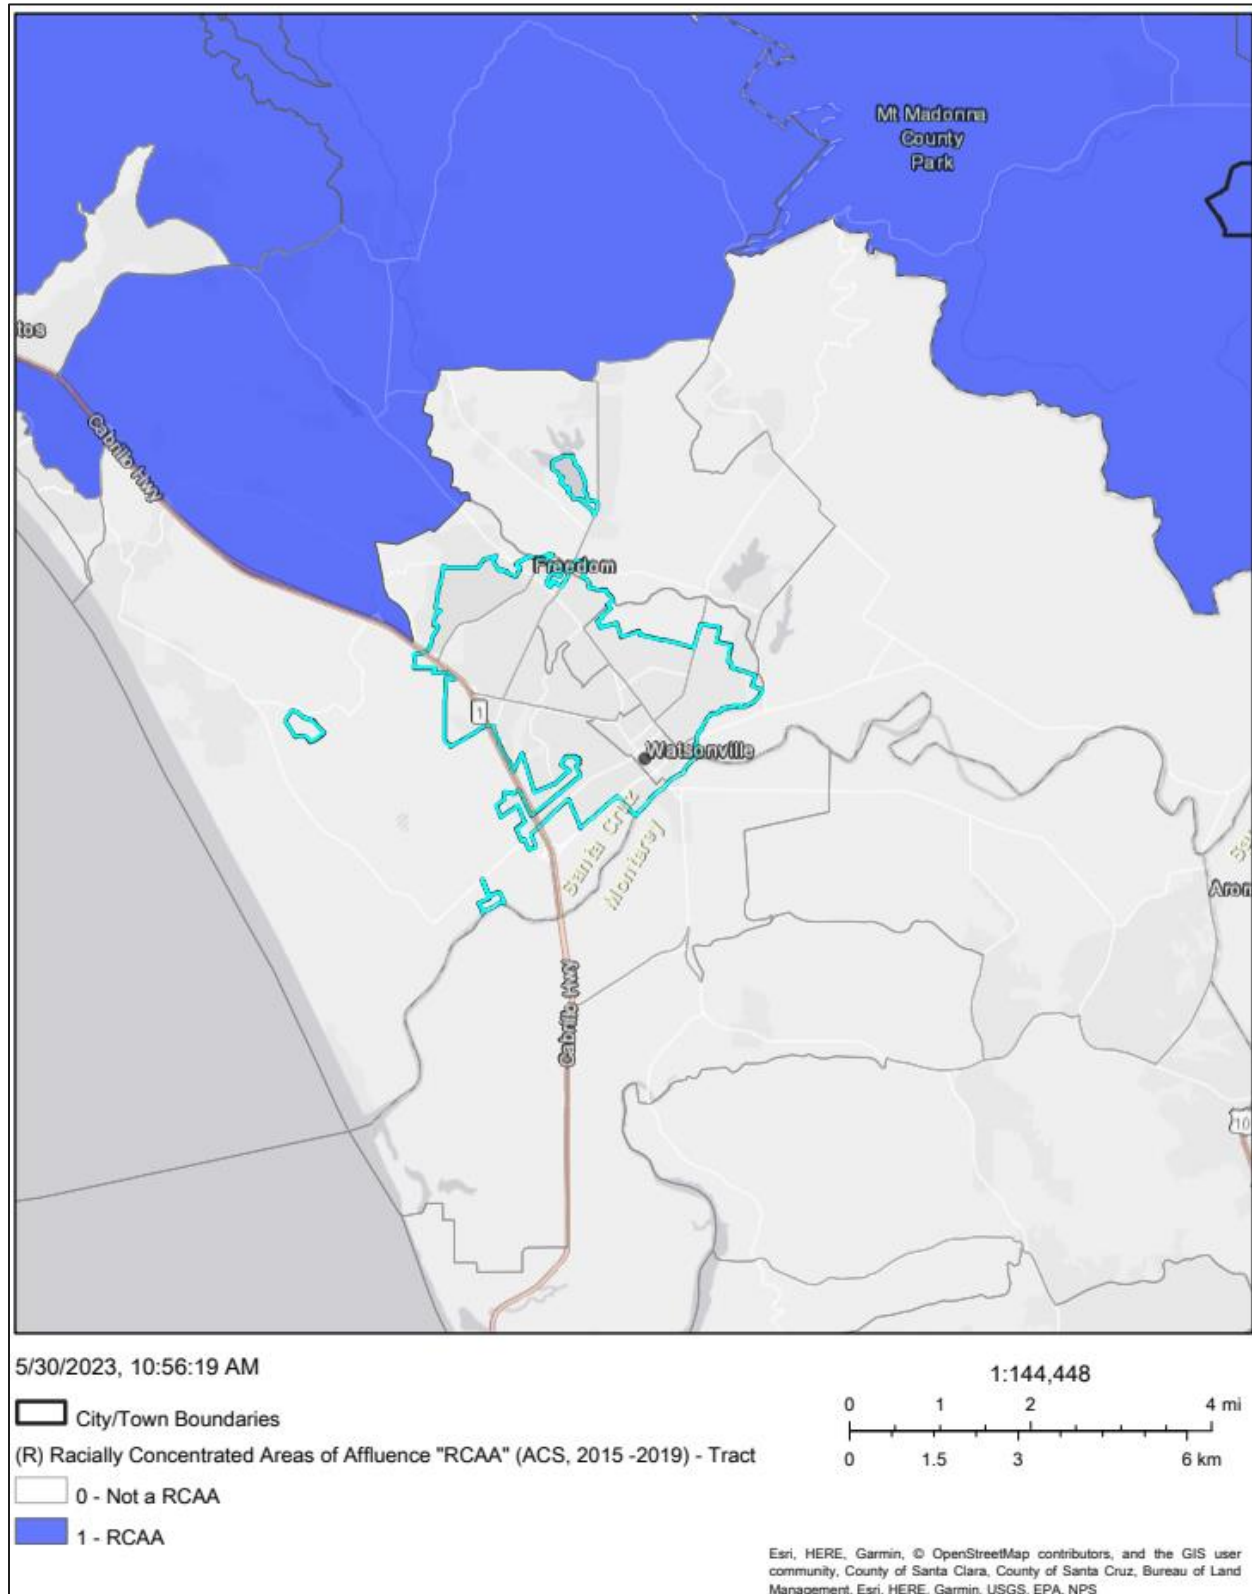 Mt Madonna
County
Park
tos
Cabrillo Hwy
Freedom
1
Watsonville
Santa Cruz
Monterey
Sa
Arom
Cabrillo Hwy
10
5/30/2023, 10:56:19 AM
1:144,448
City/Town Boundaries
0 1 2 4 mi
(R) Racially Concentrated Areas of Affluence "RCAA" (ACS, 2015 -2019) - Tract
0 1.5 3 6 km
0 - Not a RCAA
1 - RCAA
Esri, HERE, Garmin, © OpenStreetMap contributors, and the GIS user
community, County of Santa Clara, County of Santa Cruz, Bureau of Land
Management, Esri, HERE, Garmin, USGS, EPA, NPS